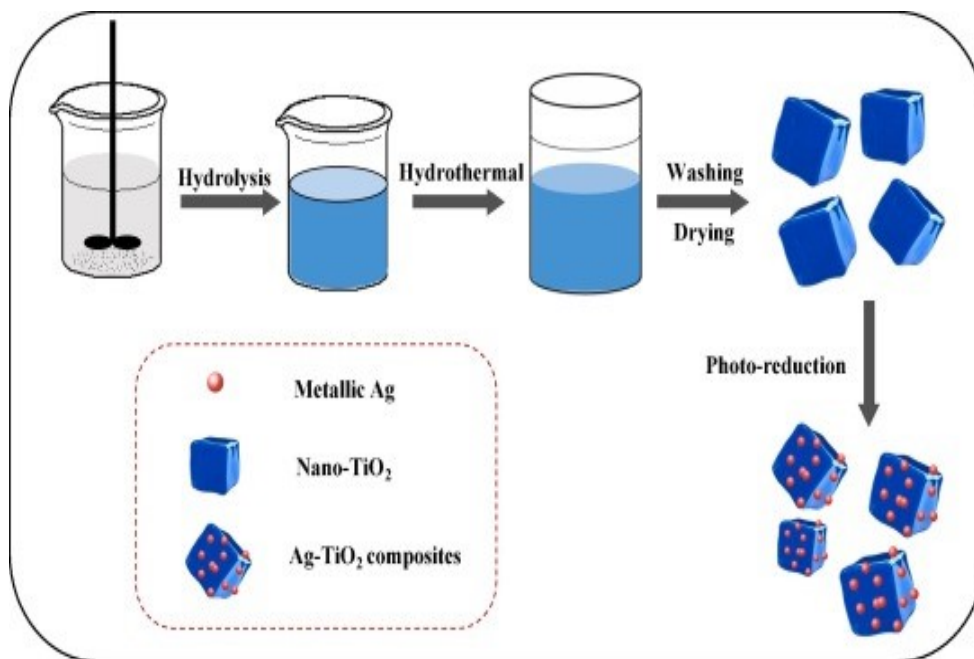 Hydrolysis
Hydrothermal
Washing
Drying
Photo-reduction
Metallic Ag
Nano-TiO₂
Ag-TiO₂ composites